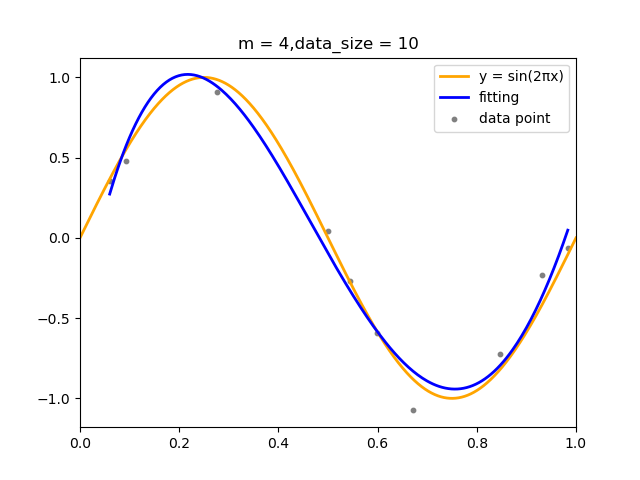 m = 4,data_size = 10
y = sin(2πx)
fitting
data point
1.0
0.5
0.0
−0.5
−1.0
0.0 0.2 0.4 0.6 0.8 1.0